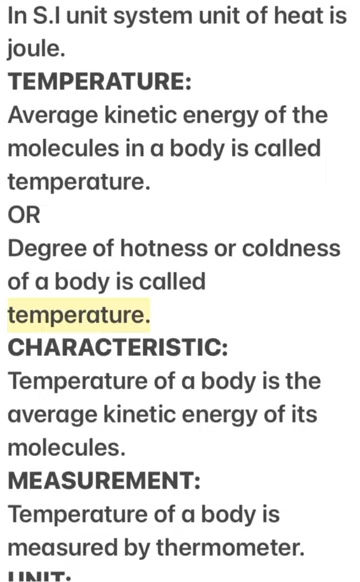 In S.I unit system unit of heat is
joule.
TEMPERATURE:
Average kinetic energy of the
molecules in a body is called
temperature.
OR
Degree of hotness or coldness
of a body is called
temperature.
CHARACTERISTIC:
Temperature of a body is the
average kinetic energy of its
molecules.
MEASUREMENT:
Temperature of a body is
measured by thermometer.
UNIT: